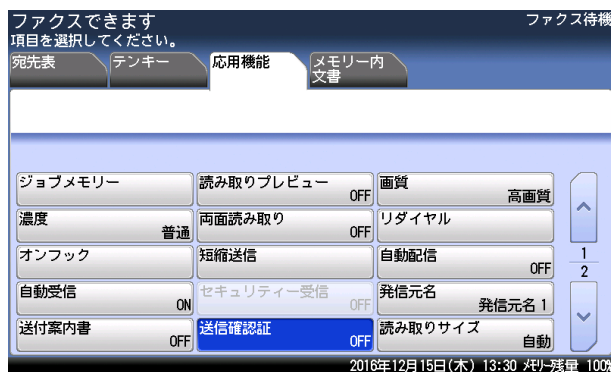 ファクスできます
ファクス待機
項目を選択してください。
宛先表
テンキー
応用機能
メモリー内
文書
ジョブメモリー
読み取りプレビュー
OFF
画質
高画質
濃度
普通
両面読み取り
OFF
リダイヤル
オンフック
短縮送信
自動配信
OFF
1
2
自動受信
ON
セキュリティー受信
OFF
発信元名
発信元名 1
送付案内書
OFF
送信確認証
OFF
読み取りサイズ
自動
2016年12月15日(木) 13:30 メモリー残量 100%